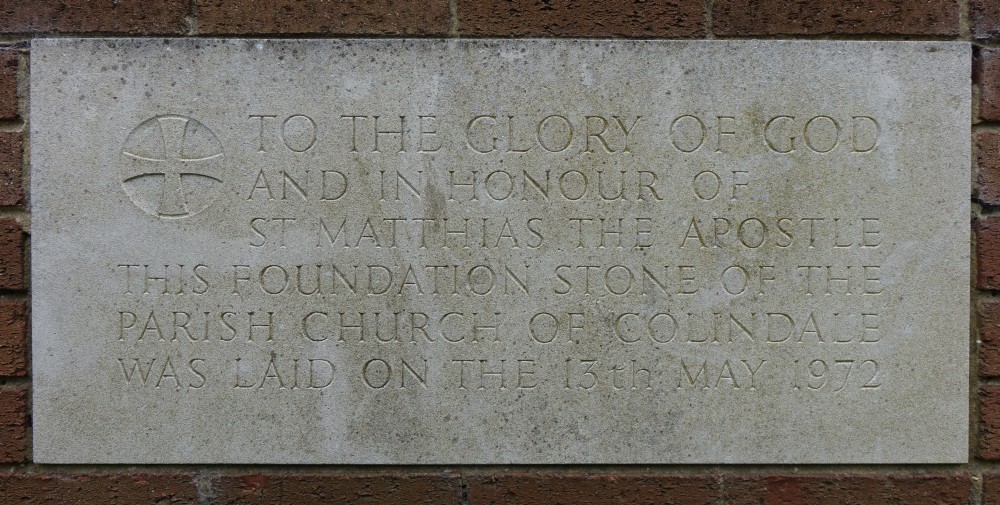 TO THE GLORY OF GOD
AND IN HONOUR OF
ST MATTHIAS THE APOSTLE
THIS FOUNDATION STONE OF THE
PARISH CHURCH OF COLINDALE
WAS LAID ON THE 13th MAY 1972